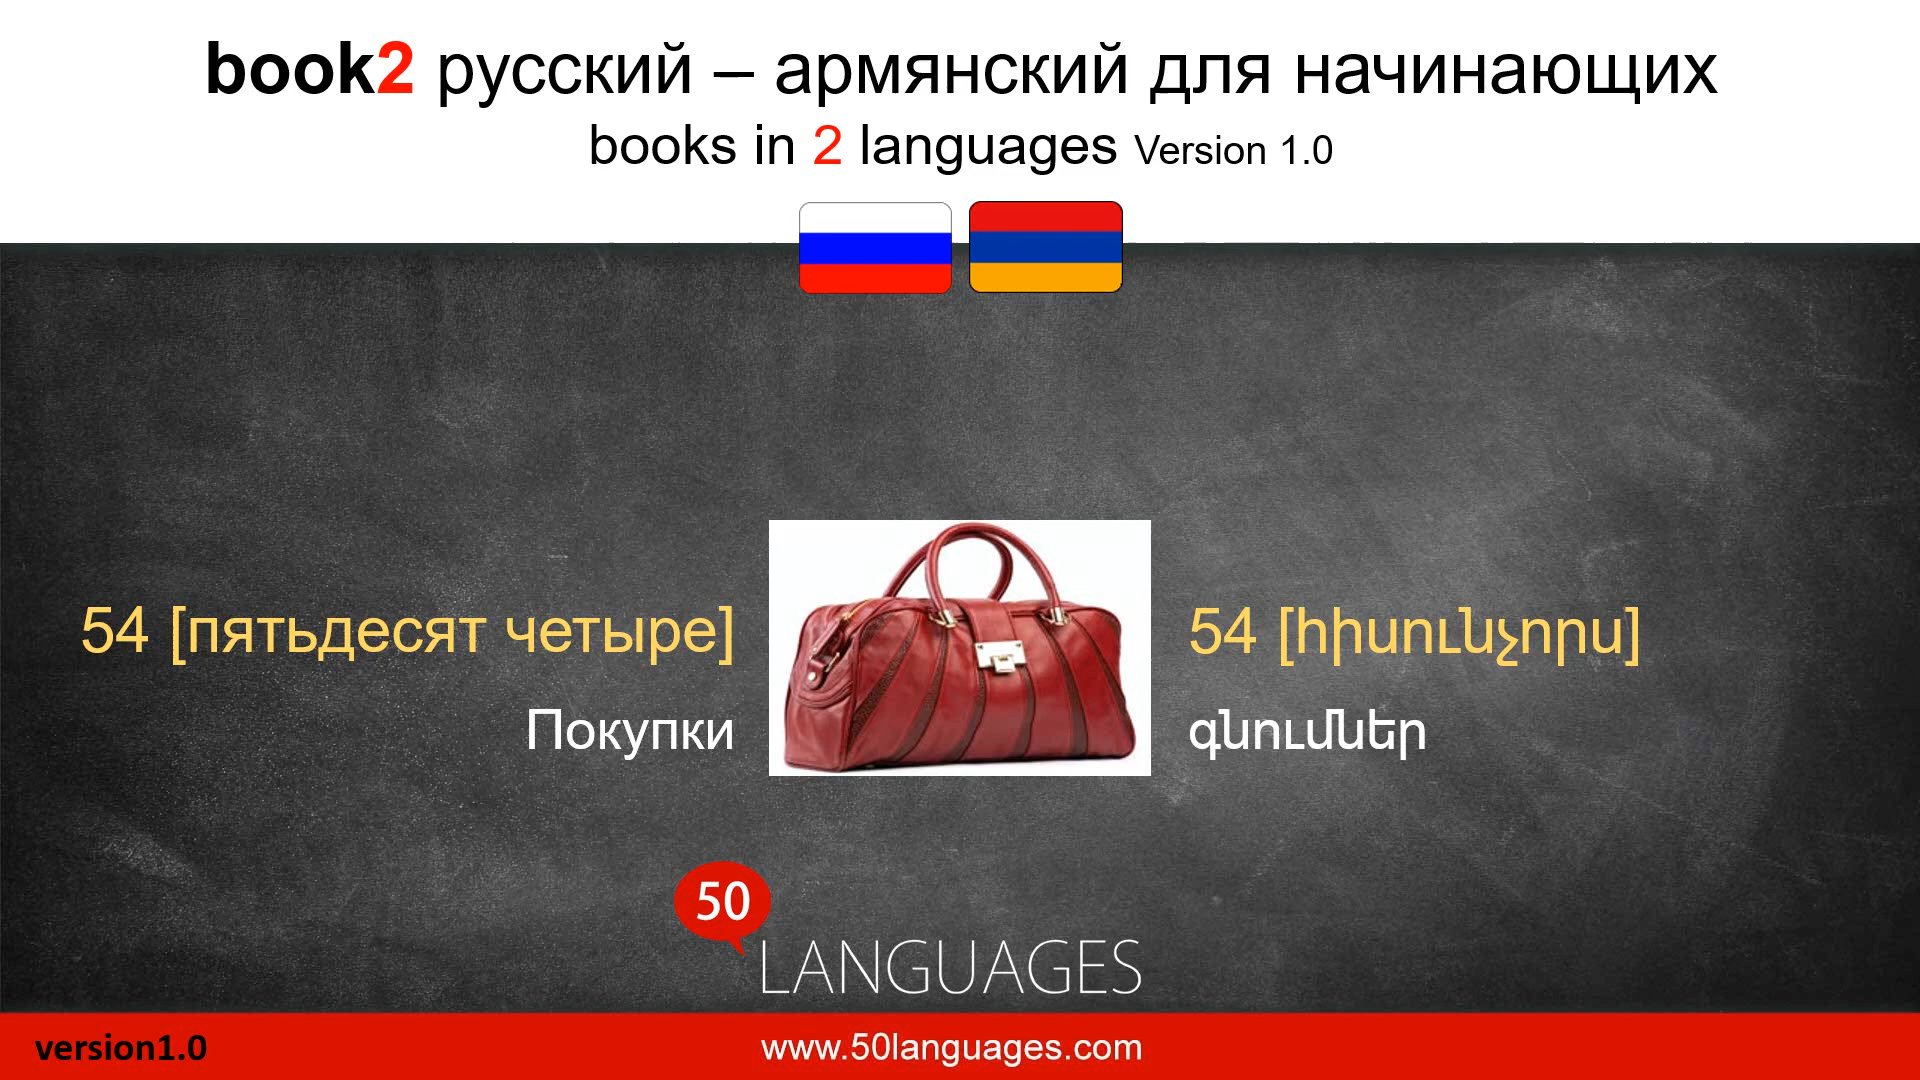 book2 русский – армянский для начинающих
books in 2 languages Version 1.0
54 [пятьдесят четыре]
Покупки
54 [հիսունչորս]
գնումներ
50
LANGUAGES
version1.0
www.50languages.com